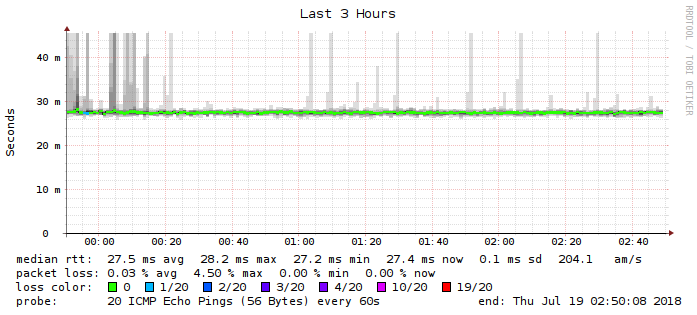 Last 3 Hours
RRDTOOL / TOBI OETIKER
Seconds
40 m
30 m
20 m
10 m
0
00:00 00:20 00:40 01:00 01:20 01:40 02:00 02:20 02:40
median rtt: 27.5 ms avg 28.2 ms max 27.2 ms min 27.4 ms now 0.1 ms sd 204.1 am/s
packet loss: 0.03 % avg 4.50 % max 0.00 % min 0.00 % now
loss color: 0 1/20 2/20 3/20 4/20 10/20 19/20
probe: 20 ICMP Echo Pings (56 Bytes) every 60s end: Thu Jul 19 02:50:08 2018